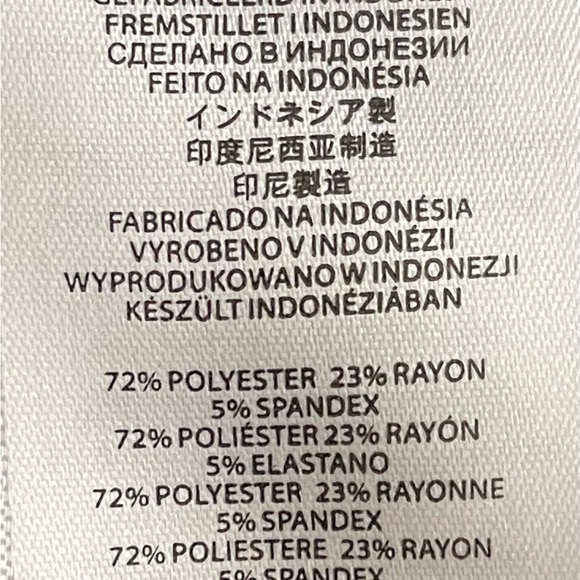 FREMSTILLET I INDONESIEN
СДЕЛАНО В ИНДОНЕЗИИ
FEITO NA INDONÉSIA
インドネシア製
印度尼西亚制造
印尼製造
FABRICADO NA INDONÉSIA
VYROBENO V INDONÉZII
WYPRODUKOWANO W INDONEZJI
KÉSZÜLT INDONÉZIÁBAN
72% POLYESTER 23% RAYON
5% SPANDEX
72% POLIÉSTER 23% RAYÓN
5% ELASTANO
72% POLYESTER 23% RAYONNE
5% SPANDEX
72% POLIESTERE 23% RAYON
5% SPANDEX